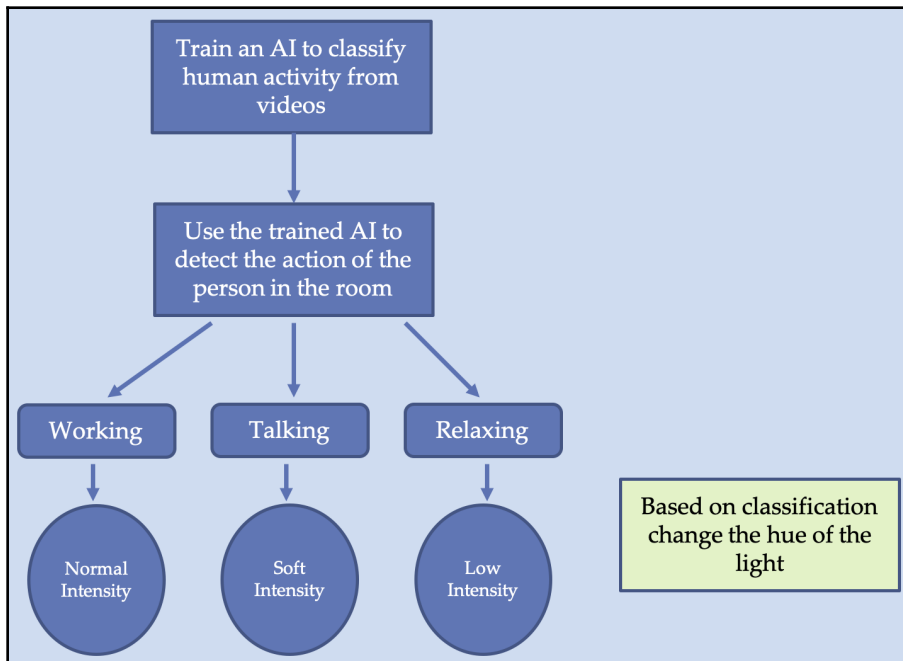 Train an AI to classify
human activity from
videos
Use the trained AI to
detect the action of the
person in the room
Working
Talking
Relaxing
Normal
Intensity
Soft
Intensity
Low
Intensity
Based on classification
change the hue of the
light